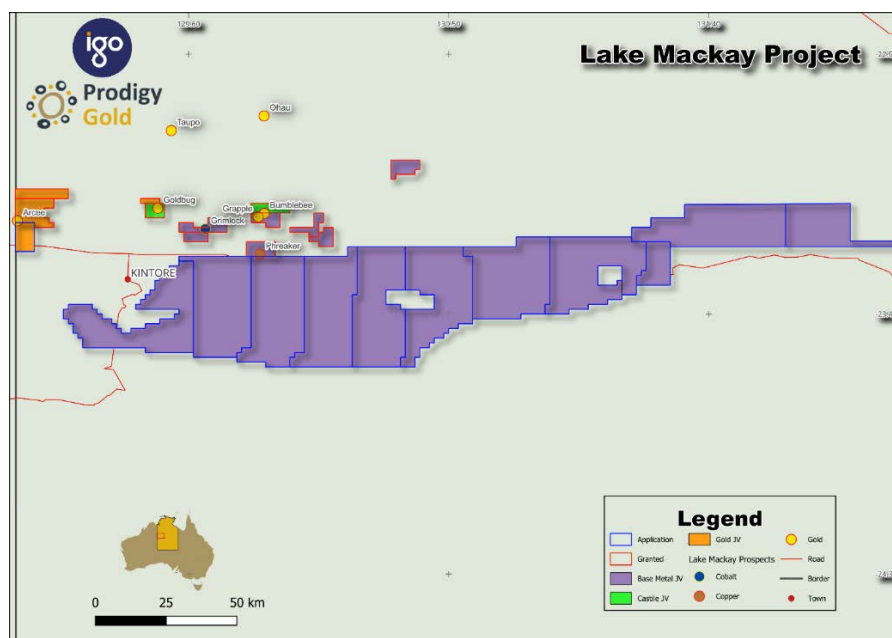 igo
Prodigy
Gold
Lake Mackay Project
Ohau
Taupo
Goldbug
Grapple
Bumblebee
Arcee
Grimlock
Phreaker
KINTORE
Legend
Application
Gold JV
Gold
Granted
Lake Mackay Prospects
Road
Base Metal JV
Cobalt
Border
Castile JV
Copper
Town
0 25 50 km